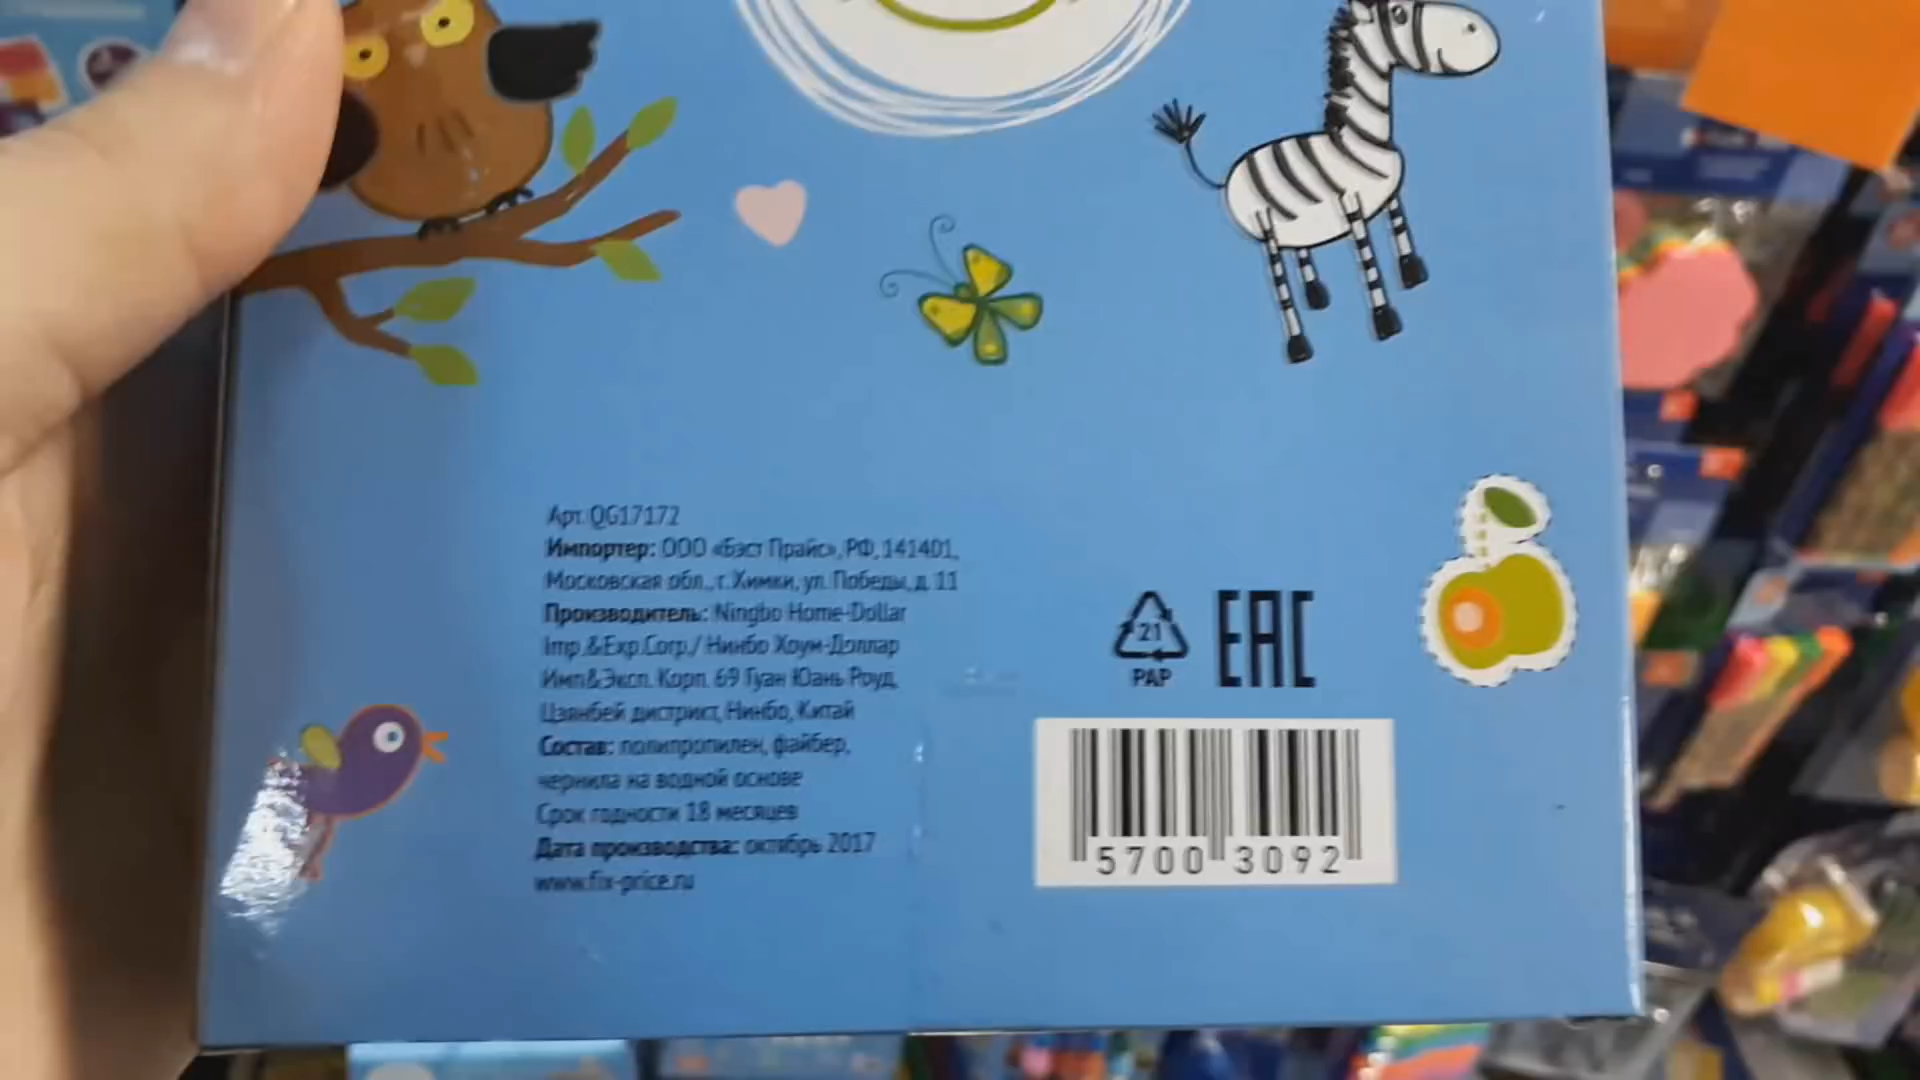 Арт. QG17172
Импортер: ООО «Бэст Прайс», РФ, 141401,
Московская обл., г. Химки, ул. Победы, д. 11
Производитель: Ningbo Home-Dollar
Imp.&Exp.Corp./ Нинбо Хоум-Доллар
Имп&Эксп. Корп. 69 Гуан Юань Роуд,
Цзянбей дистрикт, Нинбо, Китай
Состав: полипропилен, файбер,
чернила на водной основе
Срок годности 18 месяцев
Дата производства: октябрь 2017
www.fix-price.ru
21
PAP
EAC
5700 3092